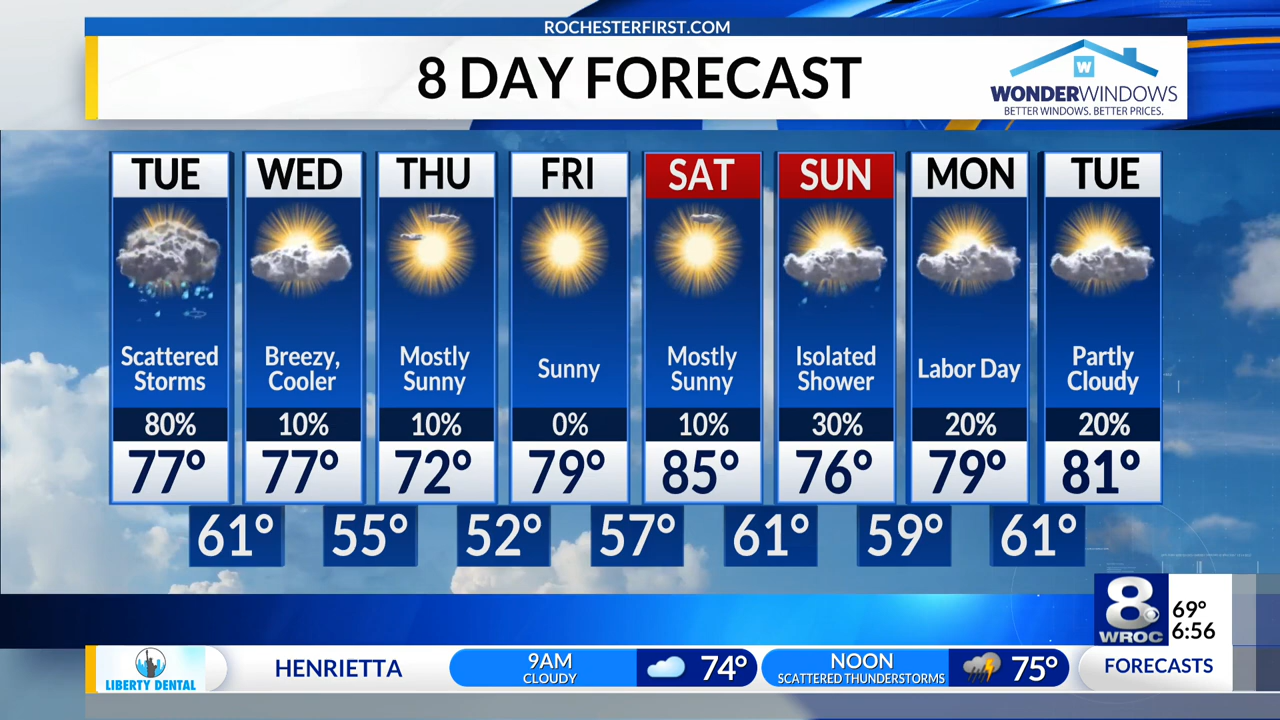 ROCHESTERFIRST.COM
8 DAY FORECAST
W
WONDERWINDOWS
BETTER WINDOWS. BETTER PRICES.
TUE WED THU FRI SAT SUN MON TUE
Scattered Storms Breezy, Cooler Mostly Sunny Sunny Mostly Sunny Isolated Shower Labor Day Partly Cloudy
80% 10% 10% 0% 10% 30% 20% 20%
77° 77° 72° 79° 85° 76° 79° 81°
61° 55° 52° 57° 61° 59° 61°
8 69°
WROC 6:56
LIBERTY DENTAL
HENRIETTA
9AM
CLOUDY
74°
NOON
SCATTERED THUNDERSTORMS
75°
FORECASTS